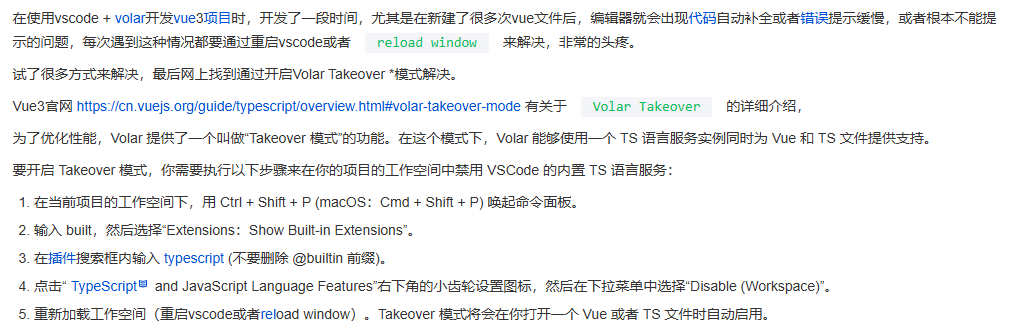 在使用vscode + volar开发vue3项目时，开发了一段时间，尤其是在新建了很多次vue文件后，编辑器就会出现代码自动补全或者错误提示缓慢，或者根本不能提
示的问题，每次遇到这种情况都要通过重启vscode或者 reload window 来解决，非常的头疼。
试了很多方式来解决，最后网上找到通过开启Volar Takeover *模式解决。
Vue3官网 https://cn.vuejs.org/guide/typescript/overview.html#volar-takeover-mode 有关于 Volar Takeover 的详细介绍，
为了优化性能，Volar 提供了一个叫做“Takeover 模式”的功能。在这个模式下，Volar 能够使用一个 TS 语言服务实例同时为 Vue 和 TS 文件提供支持。
要开启 Takeover 模式，你需要执行以下步骤来在你的项目的工作空间中禁用 VSCode 的内置 TS 语言服务：
1. 在当前项目的工作空间下，用 Ctrl + Shift + P (macOS：Cmd + Shift + P) 唤起命令面板。
2. 输入 built，然后选择“Extensions：Show Built-in Extensions”。
3. 在插件搜索框内输入 typescript (不要删除 @builtin 前缀)。
4. 点击“ TypeScript and JavaScript Language Features”右下角的小齿轮设置图标，然后在下拉菜单中选择“Disable (Workspace)”。
5. 重新加载工作空间（重启vscode或者reload window）。Takeover 模式将会在你打开一个 Vue 或者 TS 文件时自动启用。